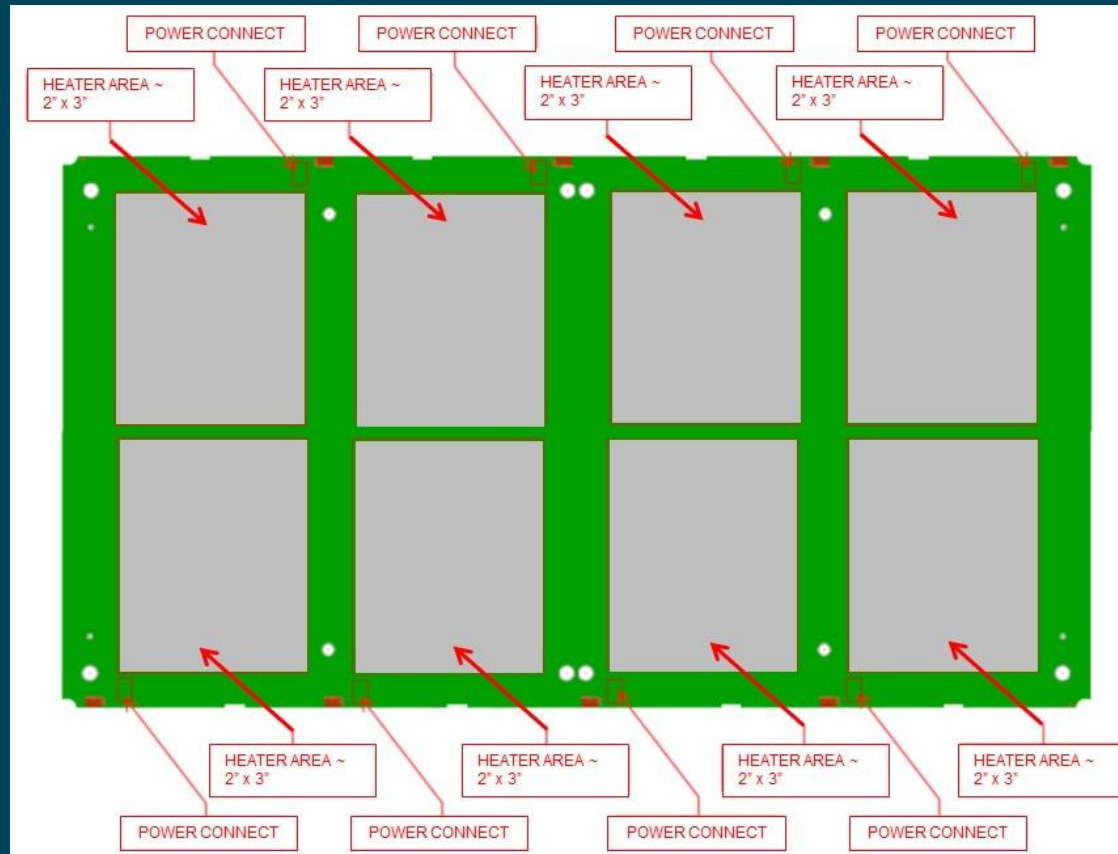 POWER CONNECT
POWER CONNECT
POWER CONNECT
POWER CONNECT
HEATER AREA ~
2” x 3”
HEATER AREA ~
2” x 3”
HEATER AREA ~
2” x 3”
HEATER AREA ~
2” x 3”
HEATER AREA ~
2” x 3”
HEATER AREA ~
2” x 3”
HEATER AREA ~
2” x 3”
HEATER AREA ~
2” x 3”
POWER CONNECT
POWER CONNECT
POWER CONNECT
POWER CONNECT